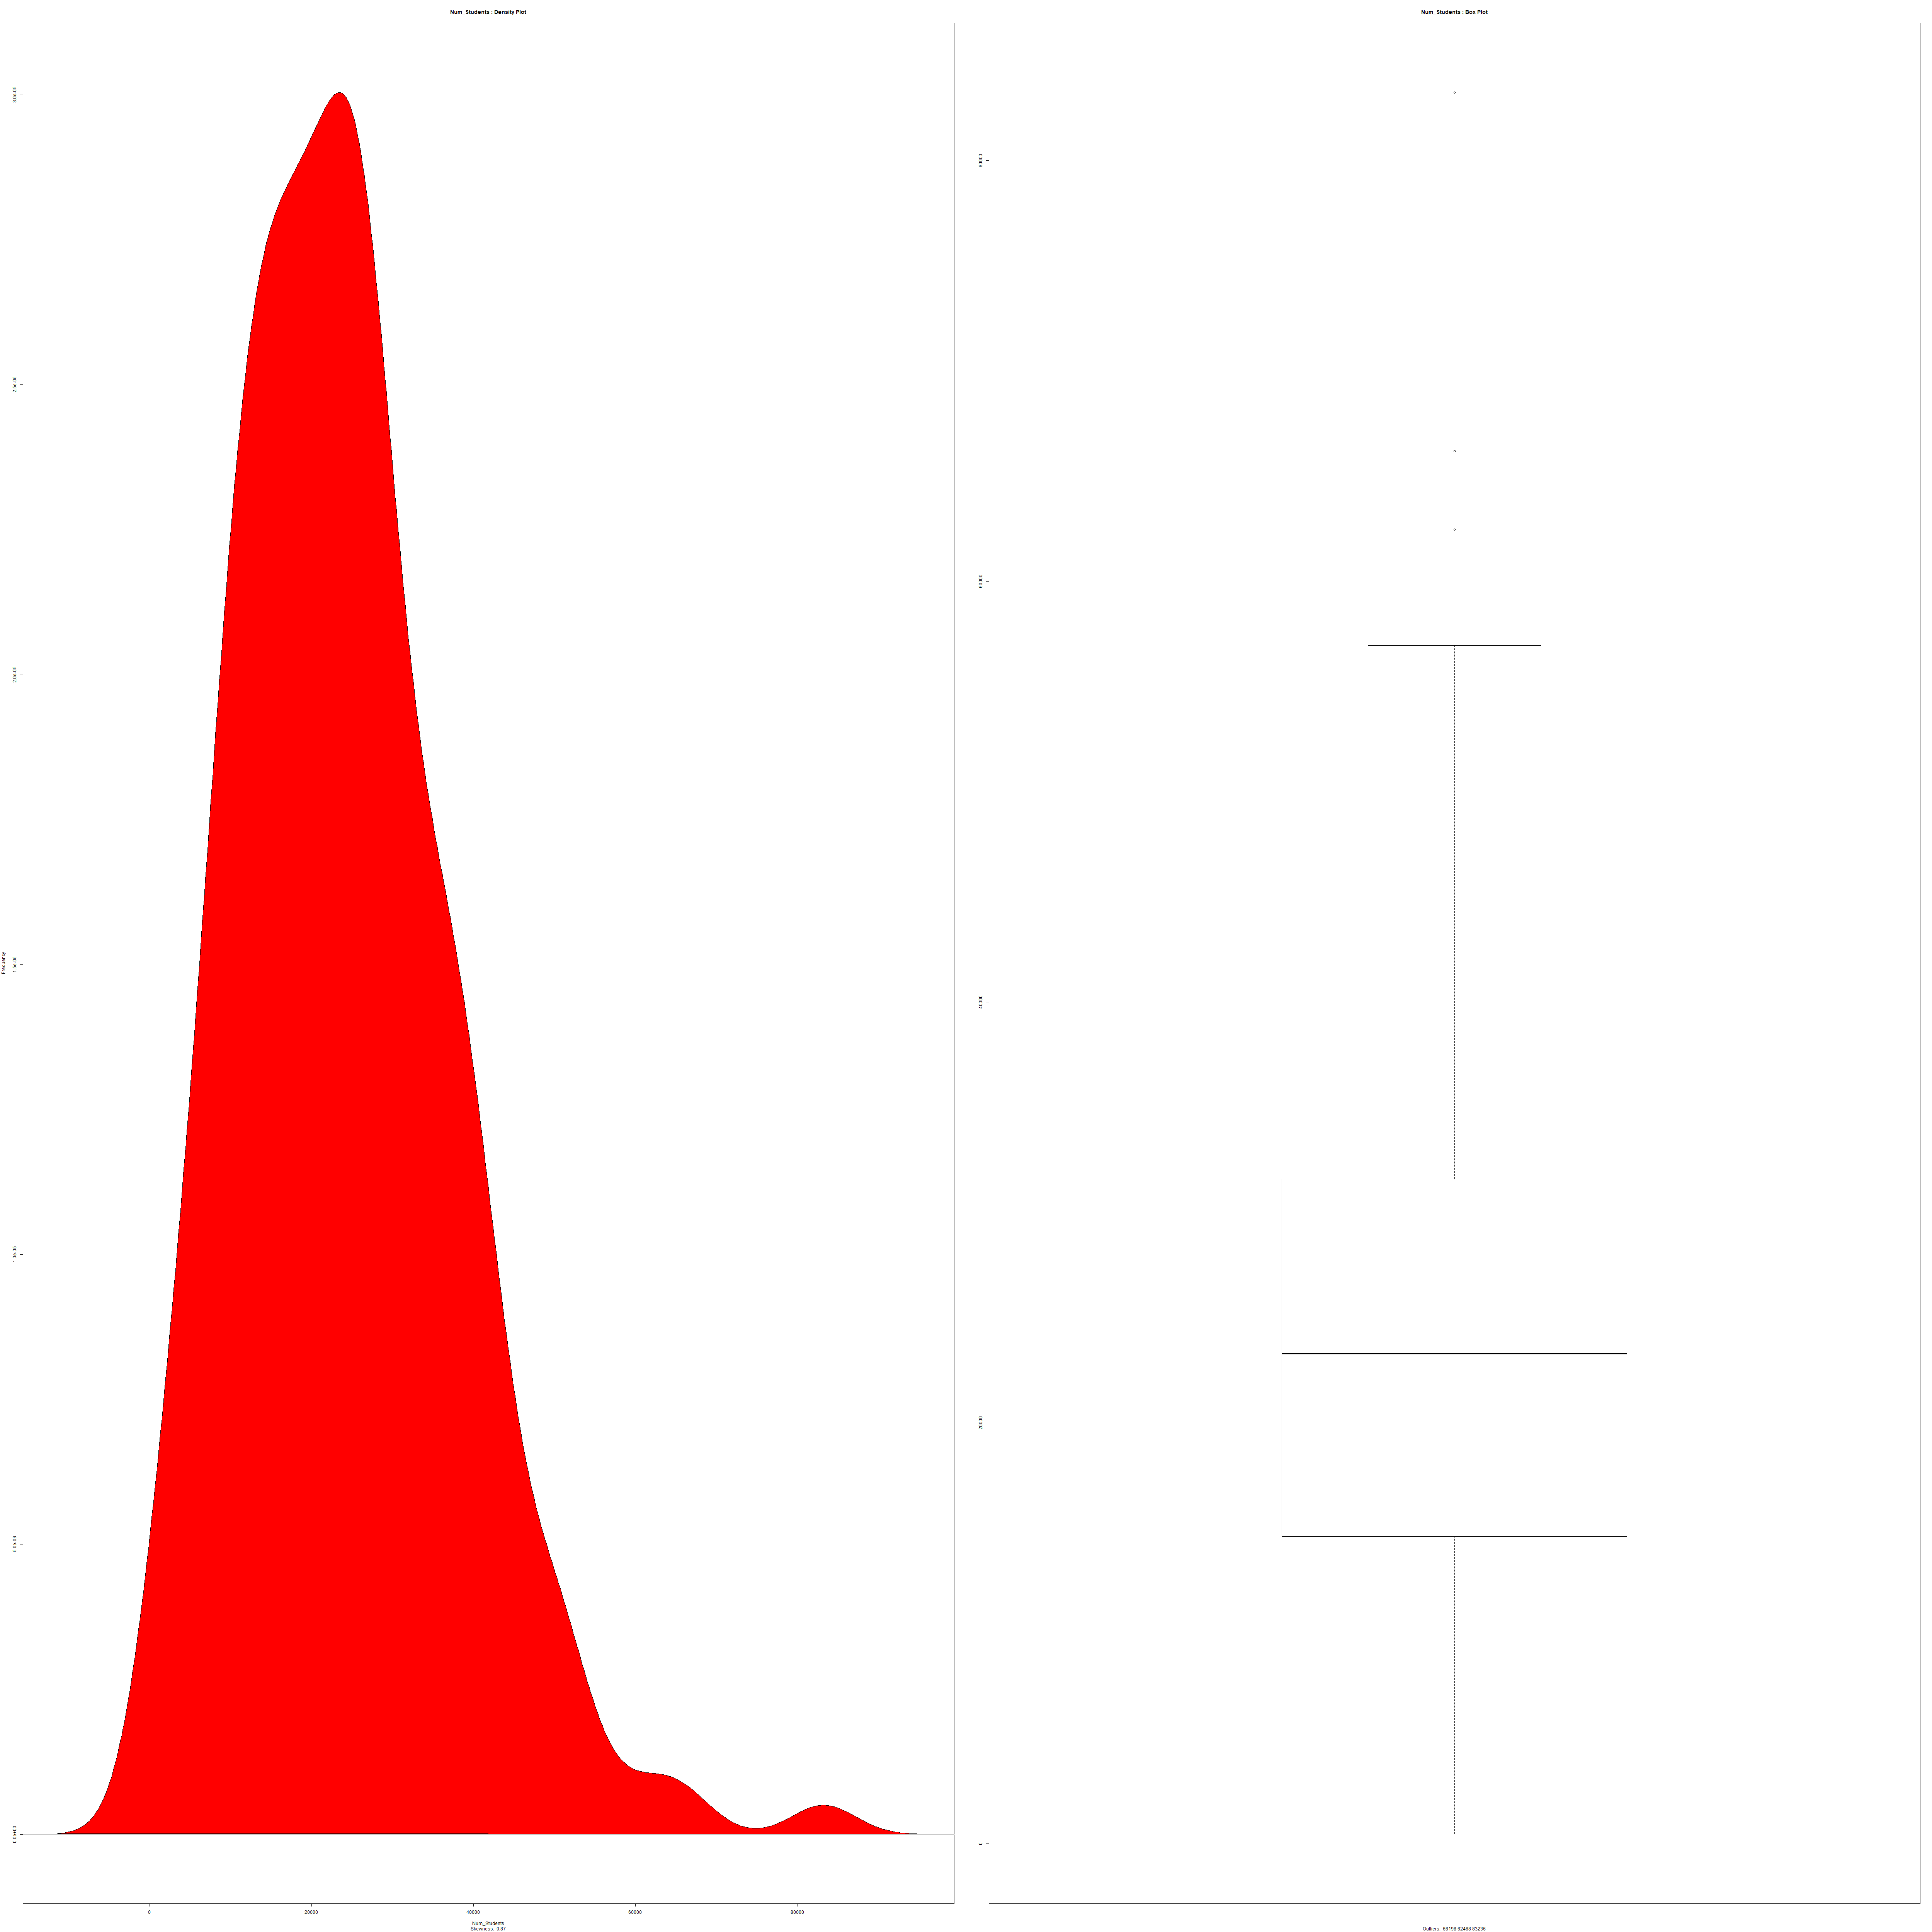 Num_Students : Density Plot
Num_Students : Box Plot
Frequency
3.0e-05
2.5e-05
2.0e-05
1.5e-05
1.0e-05
5.0e-06
0.0e+00
0 20000 40000 60000 80000
Num_Students
Skewness: 0.87
80000
60000
40000
20000
0
Outliers: 66198 62468 83236